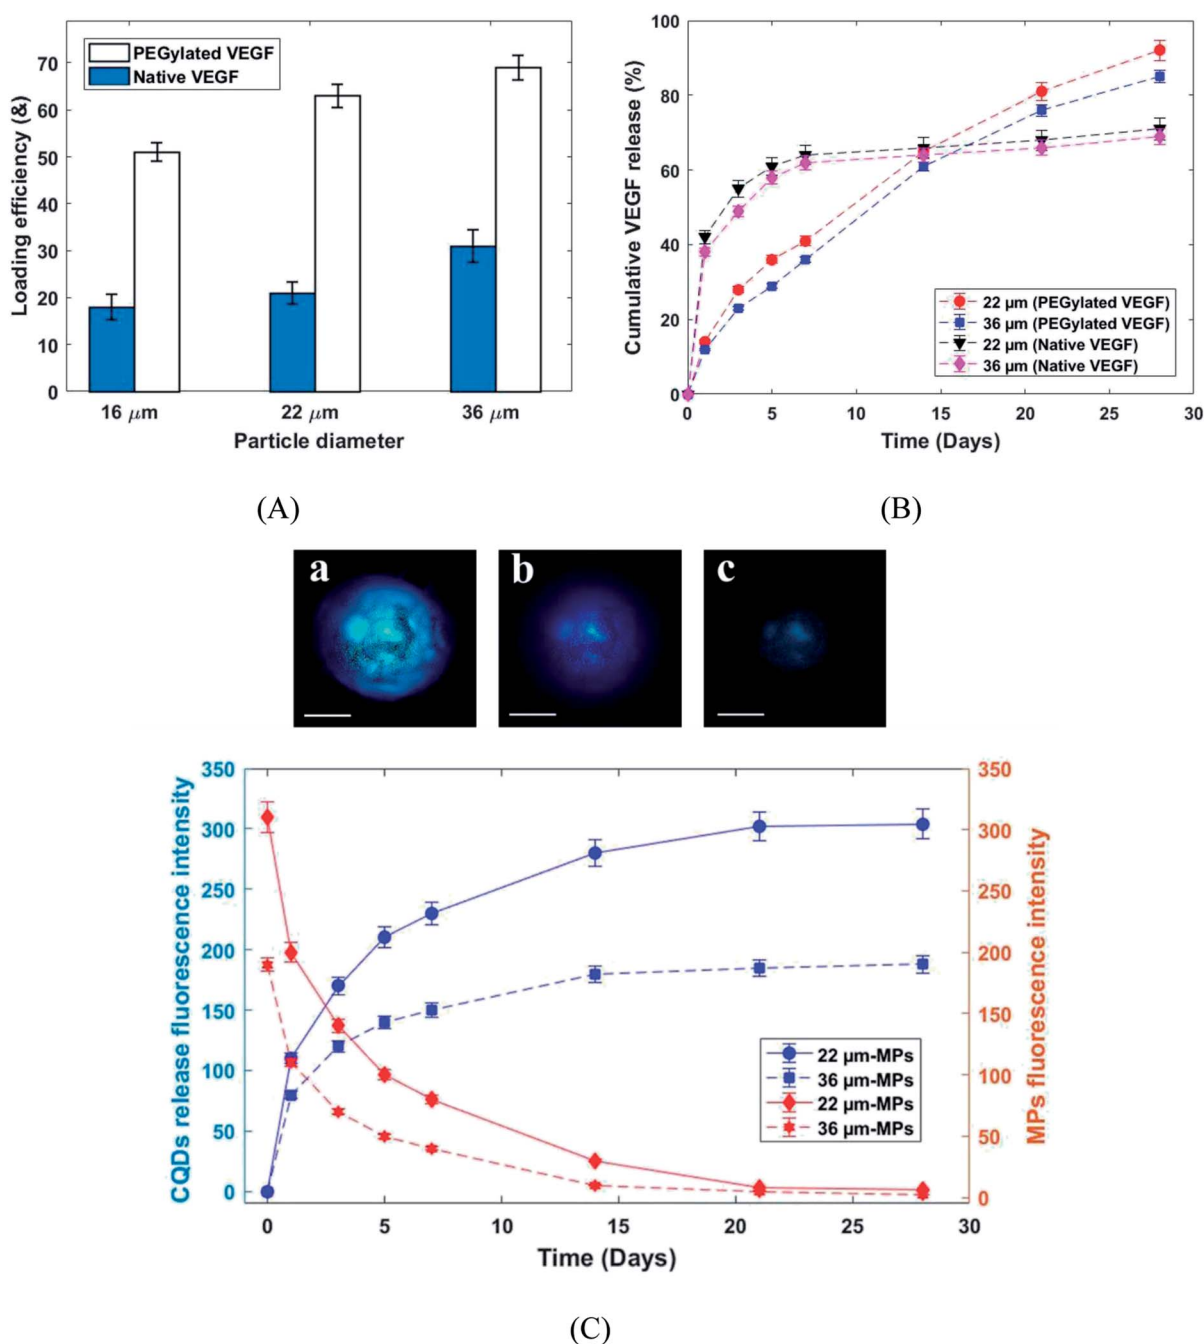 PEGylated VEGF
Native VEGF
Loading efficiency (&)
70
60
50
40
30
20
10
0
16 μm
22 μm
36 μm
Particle diameter
(A)
Cumulative VEGF release (%)
100
80
60
40
20
0
22 μm (PEGylated VEGF)
36 μm (PEGylated VEGF)
22 μm (Native VEGF)
36 μm (Native VEGF)
0 5 10 15 20 25 30
Time (Days)
(B)
a
b
c
CQDs release fluorescence intensity
350
300
250
200
150
100
50
0
MPs fluorescence intensity
350
300
250
200
150
100
50
0
22 μm-MPs
36 μm-MPs
22 μm-MPs
36 μm-MPs
0 5 10 15 20 25 30
Time (Days)
(C)